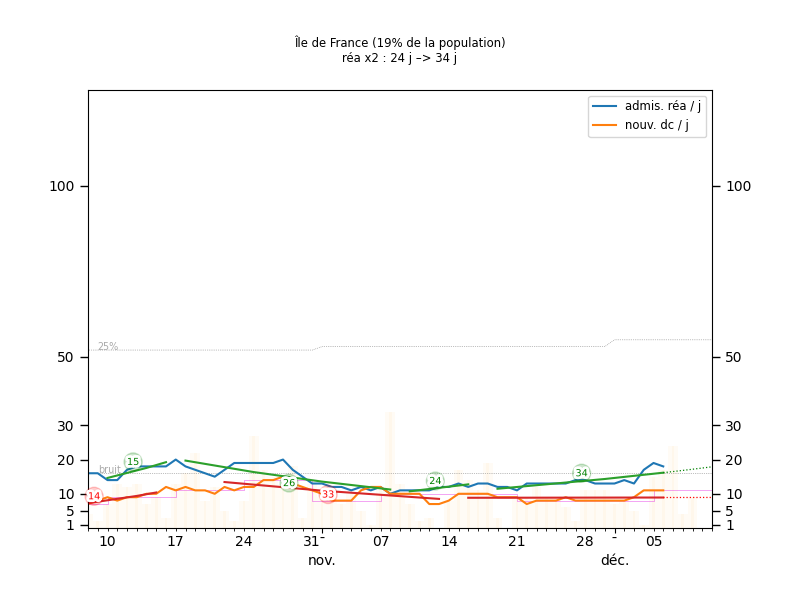 Île de France (19% de la population)
réa x2 : 24 j –> 34 j
admis. réa / j
nouv. dc / j
100 100
25%
50 50
30 30
20 20
15 bruit 24 34
26
14 33
10 10
5 5
1 1
10 17 24 31 07 14 21 28 05
nov. déc.